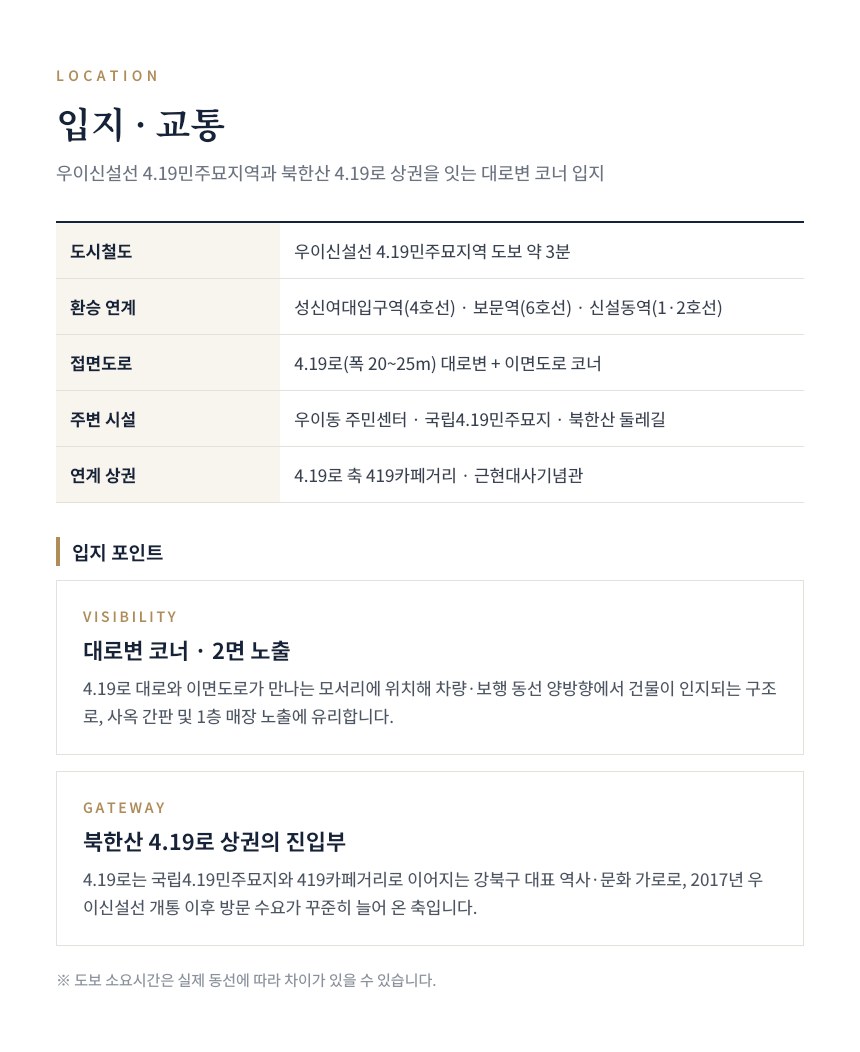 LOCATION
입지 · 교통
우이신설선 4.19민주묘지역과 북한산 4.19로 상권을 잇는 대로변 코너 입지
도시철도 우이신설선 4.19민주묘지역 도보 약 3분
환승 연계 성신여대입구역(4호선) · 보문역(6호선) · 신설동역(1·2호선)
접면도로 4.19로(폭 20~25m) 대로변 + 이면도로 코너
주변 시설 우이동 주민센터 · 국립4.19민주묘지 · 북한산 둘레길
연계 상권 4.19로 축 419카페거리 · 근현대사기념관
입지 포인트
VISIBILITY
대로변 코너 · 2면 노출
4.19로 대로와 이면도로가 만나는 모서리에 위치해 차량·보행 동선 양방향에서 건물이 인지되는 구조
로, 사옥 간판 및 1층 매장 노출에 유리합니다.
GATEWAY
북한산 4.19로 상권의 진입부
4.19로는 국립4.19민주묘지와 419카페거리로 이어지는 강북구 대표 역사·문화 가로로, 2017년 우
이신설선 개통 이후 방문 수요가 꾸준히 늘어 온 축입니다.
※ 도보 소요시간은 실제 동선에 따라 차이가 있을 수 있습니다.